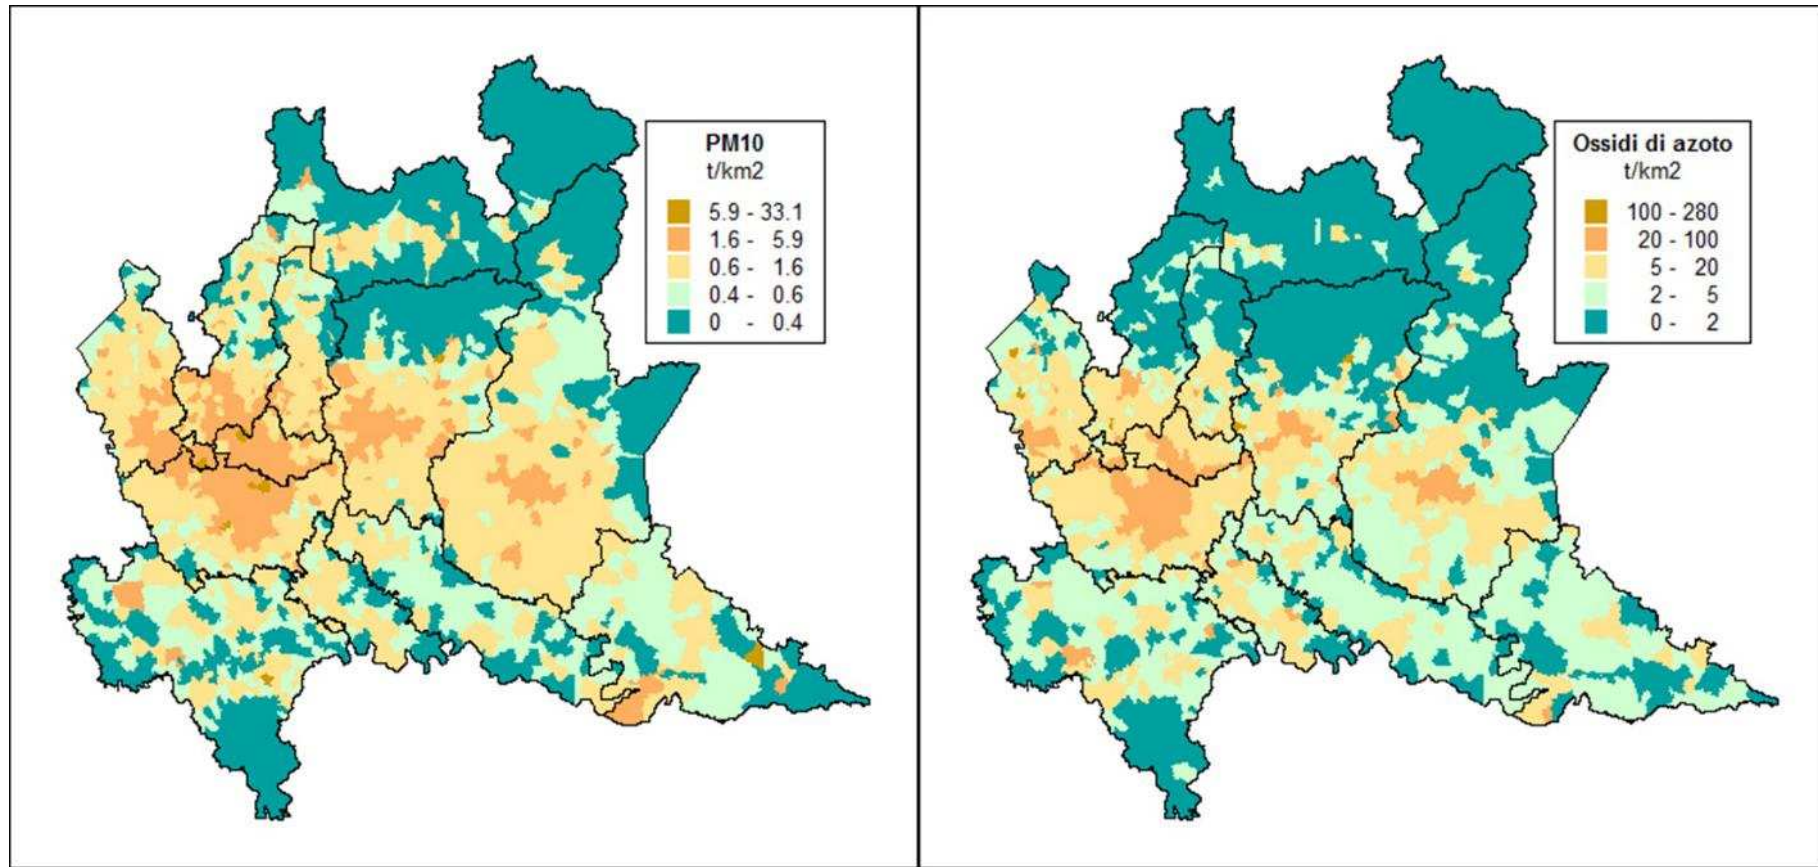 PM10
t/km2
5.9 - 33.1
1.6 - 5.9
0.6 - 1.6
0.4 - 0.6
0 - 0.4
Ossidi di azoto
t/km2
100 - 280
20 - 100
5 - 20
2 - 5
0 - 2